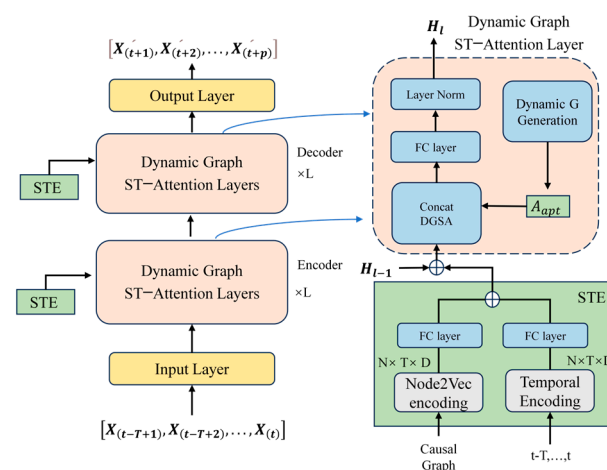 [X́(t+1), X́(t+2), . . . , X́(t+p)]
Output Layer
Dynamic Graph
ST−Attention Layers
Decoder
×L
STE
Dynamic Graph
ST−Attention Layers
Encoder
×L
STE
Input Layer
[X(t−T+1), X(t−T+2), . . . , X(t)]
H_l
Dynamic Graph
ST−Attention Layer
Layer Norm
Dynamic G
Generation
FC layer
Concat
DGSA
A_apt
H_l−1
STE
FC layer
FC layer
N× T× D
N×T×D
Node2Vec
encoding
Temporal
Encoding
Causal
Graph
t-T,…,t